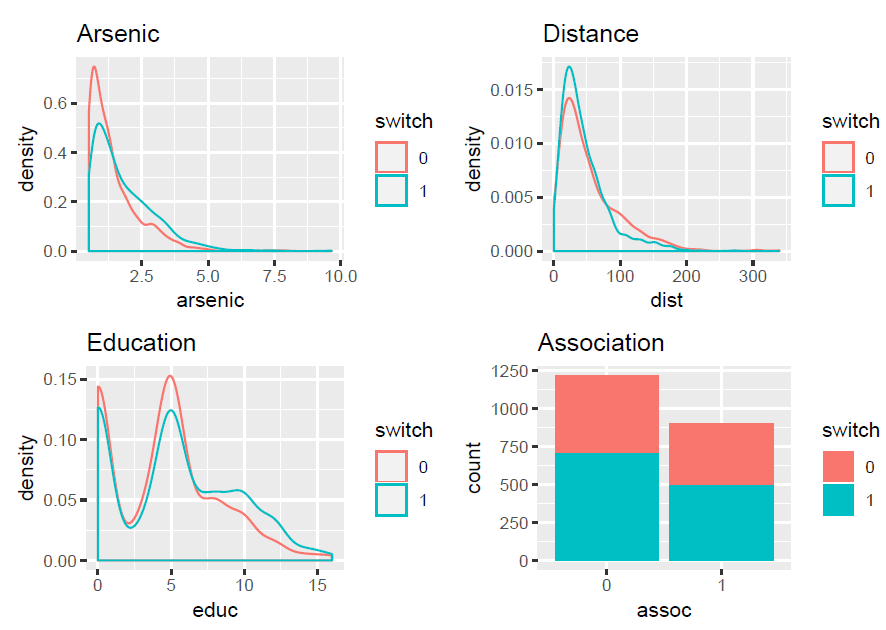 Arsenic
density
0.6
0.4
0.2
0.0
2.5 5.0 7.5 10.0
arsenic
switch
0
1
Distance
density
0.015
0.010
0.005
0.000
0 100 200 300
dist
switch
0
1
Education
density
0.15
0.10
0.05
0.00
0 5 10 15
educ
switch
0
1
Association
count
1250
1000
750
500
250
0
0 1
assoc
switch
0
1